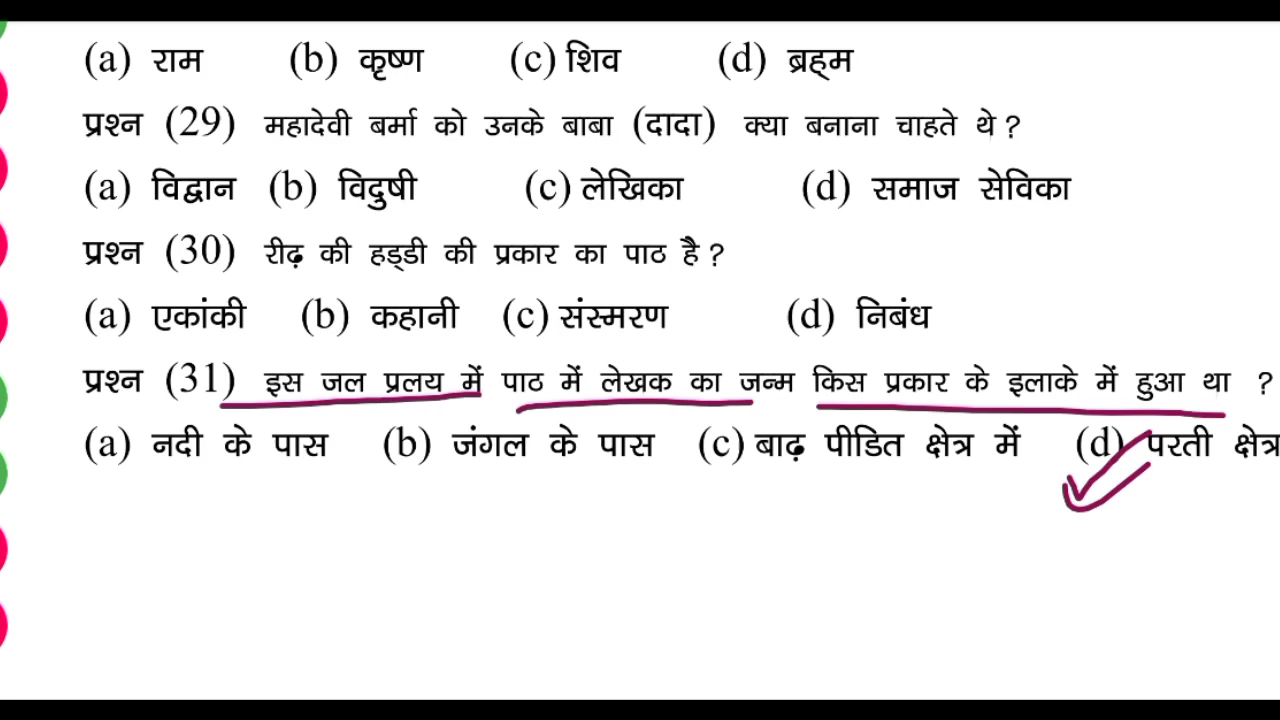 (a) राम (b) कृष्ण (c) शिव (d) ब्रह्म
प्रश्न (29) महादेवी बर्मा को उनके बाबा (दादा) क्या बनाना चाहते थे ?
(a) विद्वान (b) विदुषी (c) लेखिका (d) समाज सेविका
प्रश्न (30) रीढ़ की हड्डी की प्रकार का पाठ है ?
(a) एकांकी (b) कहानी (c) संस्मरण (d) निबंध
प्रश्न (31) इस जल प्रलय में पाठ में लेखक का जन्म किस प्रकार के इलाके में हुआ था ?
(a) नदी के पास (b) जंगल के पास (c) बाढ़ पीडित क्षेत्र में (d) परती क्षेत्र